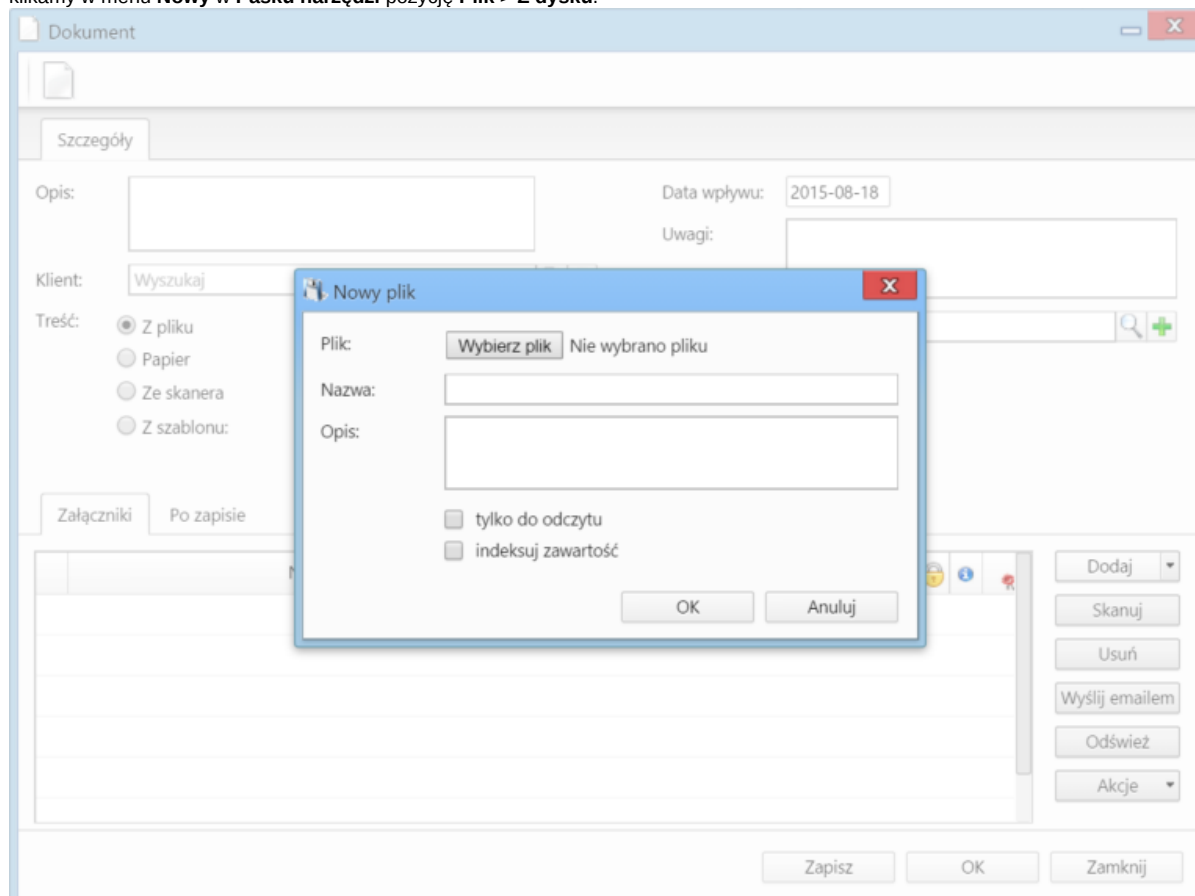 klikamy w menu Nowy w Pasku narzędzi pozycję Plik > Z dysku.
Dokument
Szczegóły
Opis:
Data wpływu: 2015-08-18
Uwagi:
Klient: Wyszukaj
Treść:
Z pliku
Papier
Ze skanera
Z szablonu:
Nowy plik
Plik: Wybierz plik Nie wybrano pliku
Nazwa:
Opis:
tylko do odczytu
indeksuj zawartość
OK Anuluj
Załączniki Po zapisie
Dodaj
Skanuj
Usuń
Wyślij emailem
Odśwież
Akcje
Zapisz OK Zamknij